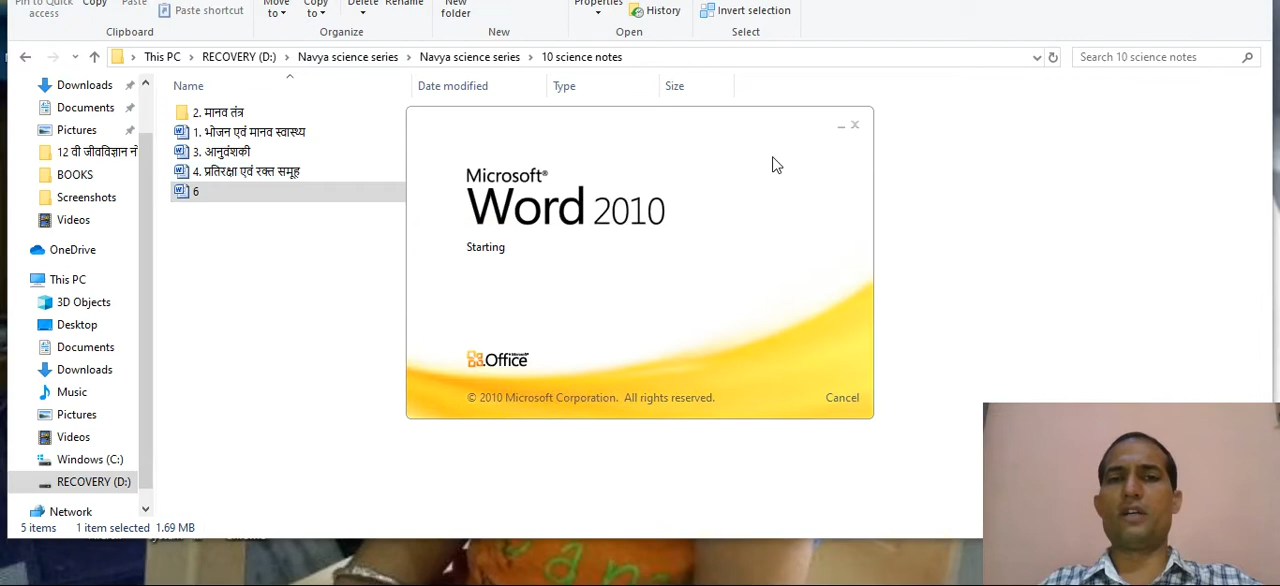 Pin to Quick access
Copy
Paste
Paste shortcut
Clipboard
Move to
Copy to
Delete
Rename
Organize
New folder
New
Properties
History
Open
Invert selection
Select
This PC > RECOVERY (D:) > Navya science series > Navya science series > 10 science notes
Search 10 science notes
Name Date modified Type Size
Downloads
Documents
Pictures
12 वी जीवविज्ञान
BOOKS
Screenshots
Videos
OneDrive
This PC
3D Objects
Desktop
Documents
Downloads
Music
Pictures
Videos
Windows (C:)
RECOVERY (D:)
Network
2. मानव तंत्र
1. भोजन एवं मानव स्वास्थ्य
3. आनुवंशकी
4. प्रतिरक्षा एवं रक्त समूह
6
Microsoft®
Word 2010
Starting
Office
© 2010 Microsoft Corporation. All rights reserved.
Cancel
5 items 1 item selected 1.69 MB